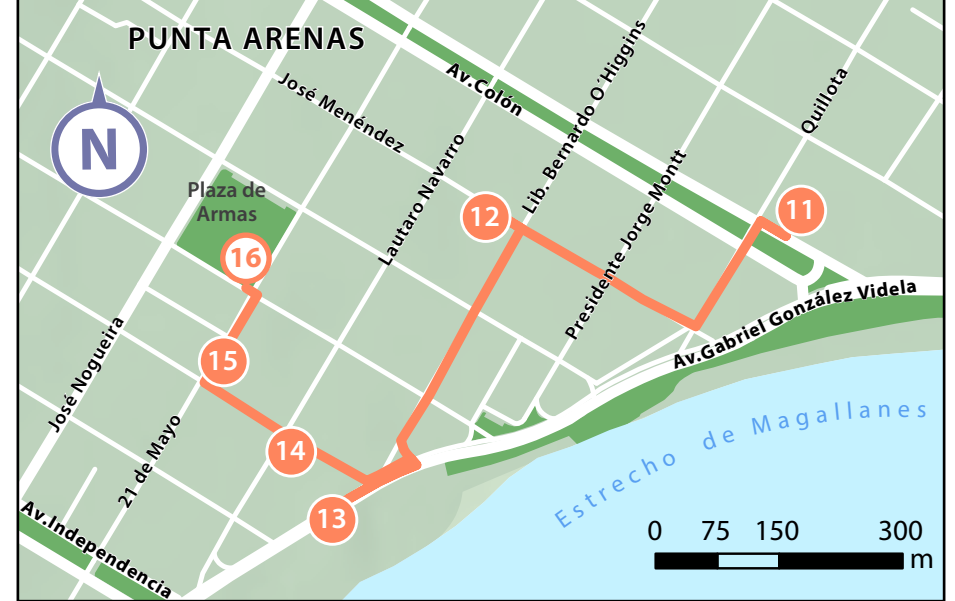 PUNTA ARENAS
José Menéndez
Av.Colón
Lib. Bernardo O´Higgins
Quillota
N
Plaza de
Armas
Lautaro Navarro
Presidente Jorge Montt
11
12
16
15
14
13
José Nogueira
21 de Mayo
Av.Independencia
Av.Gabriel González Videla
Estrecho de Magallanes
0 75 150 300
m